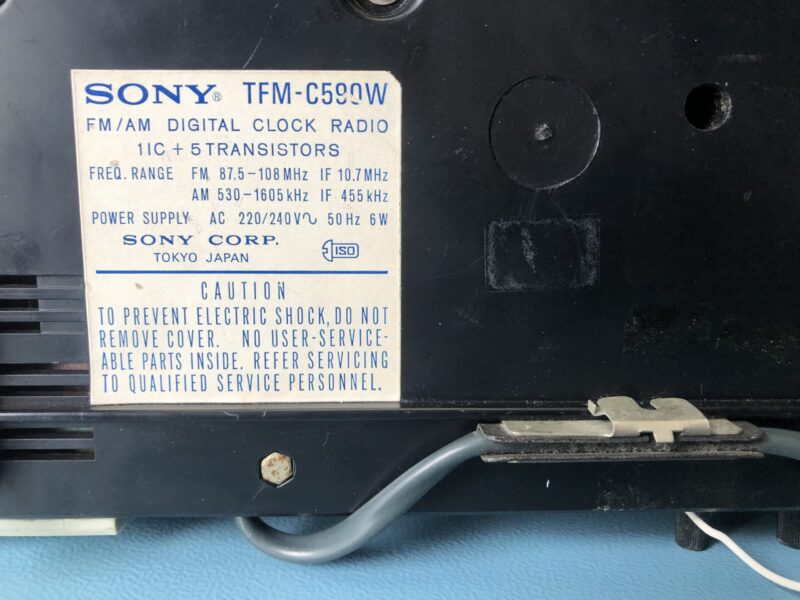 SONY® TFM-C590W
FM/AM DIGITAL CLOCK RADIO
1IC + 5 TRANSISTORS
FREQ. RANGE FM 87.5-108MHz IF 10.7MHz
AM 530-1605kHz IF 455kHz
POWER SUPPLY AC 220/240V∿ 50Hz 6W
SONY CORP.
TOKYO JAPAN
ISO
CAUTION
TO PREVENT ELECTRIC SHOCK, DO NOT
REMOVE COVER. NO USER-SERVICE-
ABLE PARTS INSIDE. REFER SERVICING
TO QUALIFIED SERVICE PERSONNEL.